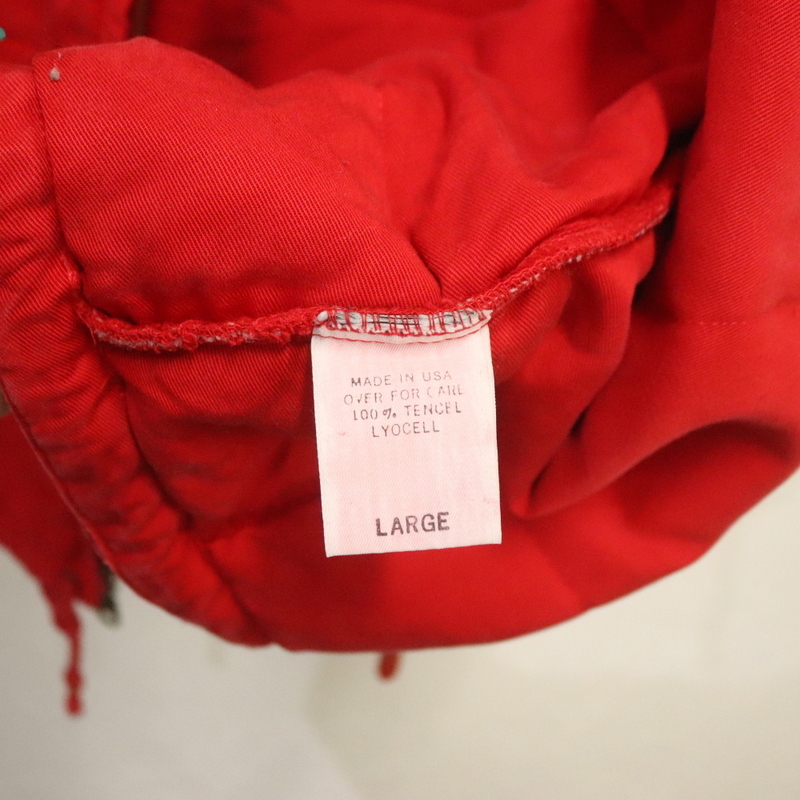 MADE IN USA
OVER FOR CARE
100% TENCEL
LYOCELL
LARGE